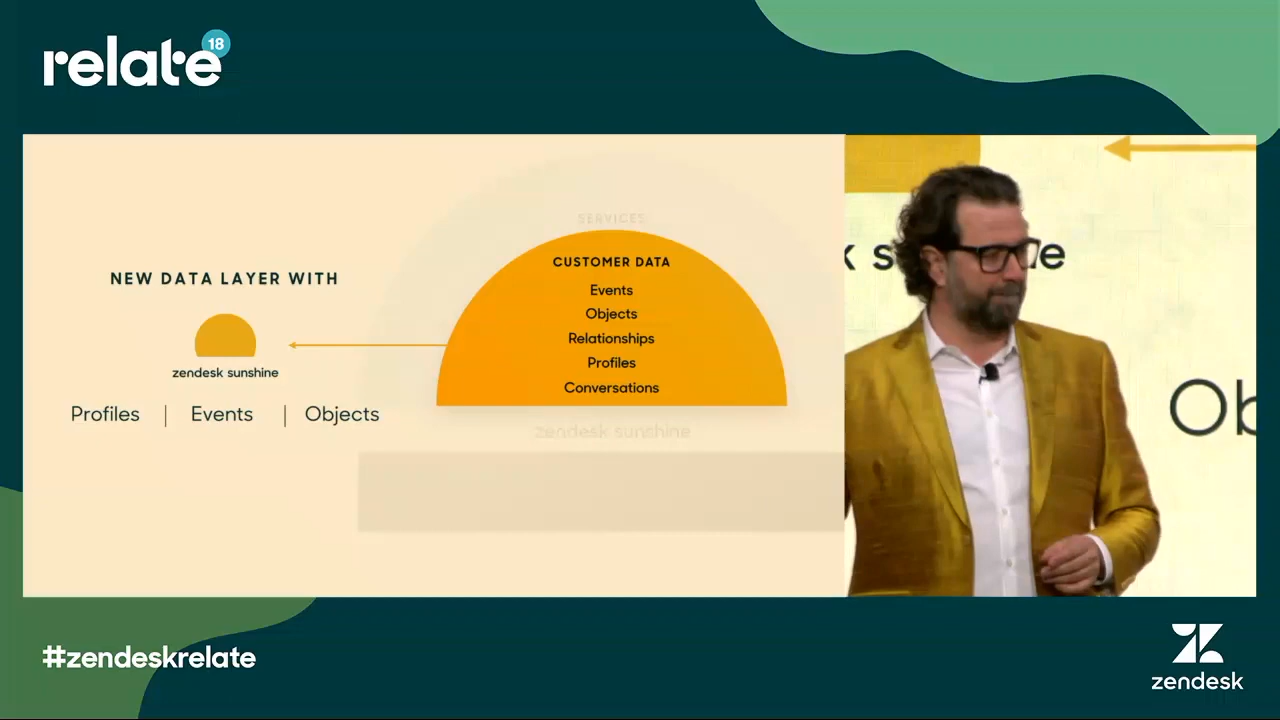 relate 18
NEW DATA LAYER WITH
zendesk sunshine
Profiles | Events | Objects
SERVICES
CUSTOMER DATA
Events
Objects
Relationships
Profiles
Conversations
zendesk sunshine
k s
e
Ob
#zendeskrelate
zendesk